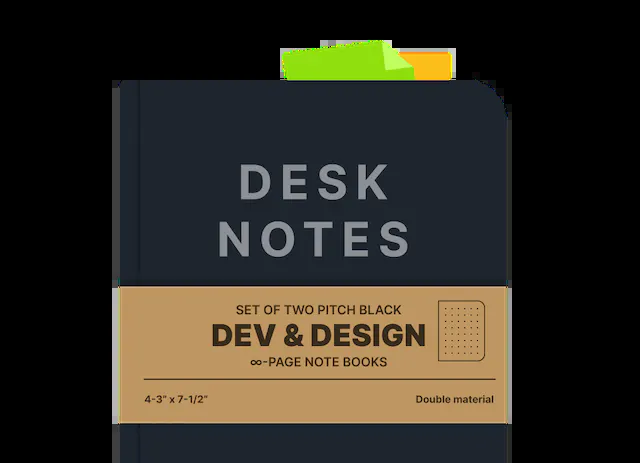 DESK
NOTES
SET OF TWO PITCH BLACK
DEV & DESIGN
∞-PAGE NOTE BOOKS
4-3” x 7-1/2”
Double material